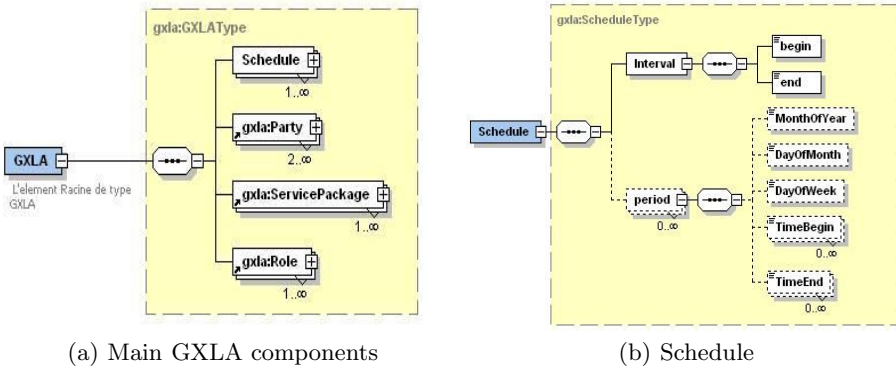 gxla:GXLAType
Schedule
1..∞
gxla:Party
2..∞
GXLA
L'element Racine de type
GXLA
gxla:ServicePackage
1..∞
gxla:Role
1..∞
(a) Main GXLA components
gxla:ScheduleType
begin
Interval
end
Schedule
MonthOfYear
DayOfMonth
DayOfWeek
period
0..∞
TimeBegin
0..∞
TimeEnd
0..∞
(b) Schedule